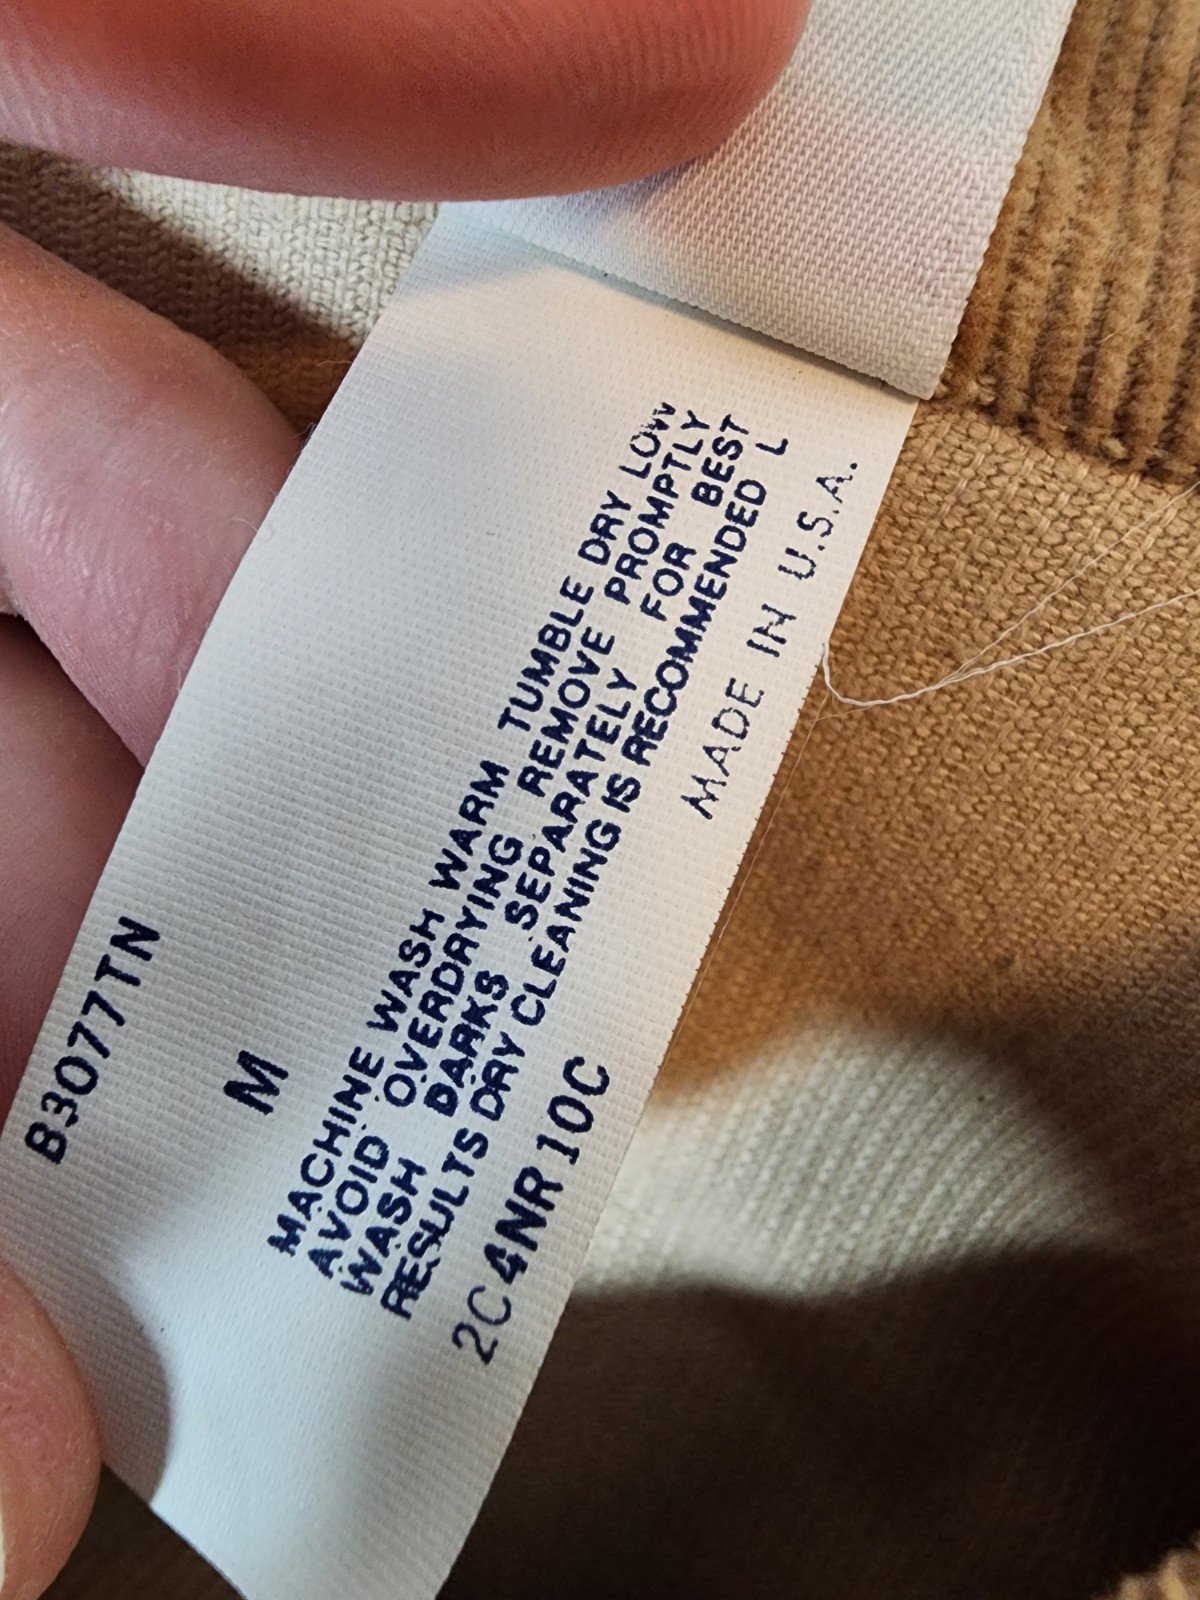 B3077TN
M
MACHINE WASH WARM TUMBLE DRY LOW
AVOID OVERDRYING REMOVE PROMPTLY
WASH DARKS SEPARATELY FOR BEST
RESULTS DRY CLEANING IS RECOMMENDED L
2C4NR10C MADE IN U.S.A.